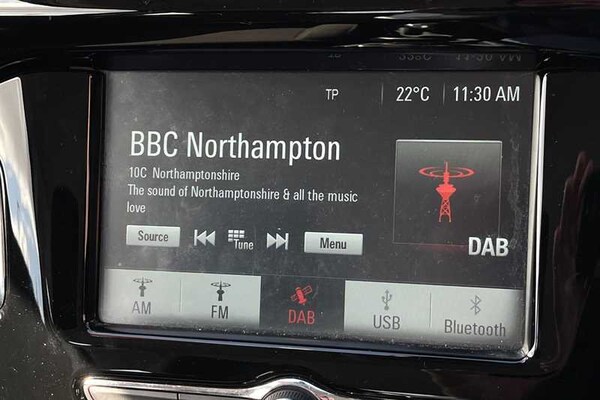 TP 22°C 11:30 AM
BBC Northampton
10C Northamptonshire
The sound of Northamptonshire & all the music
love
Source Tune Menu
DAB
AM FM DAB USB Bluetooth